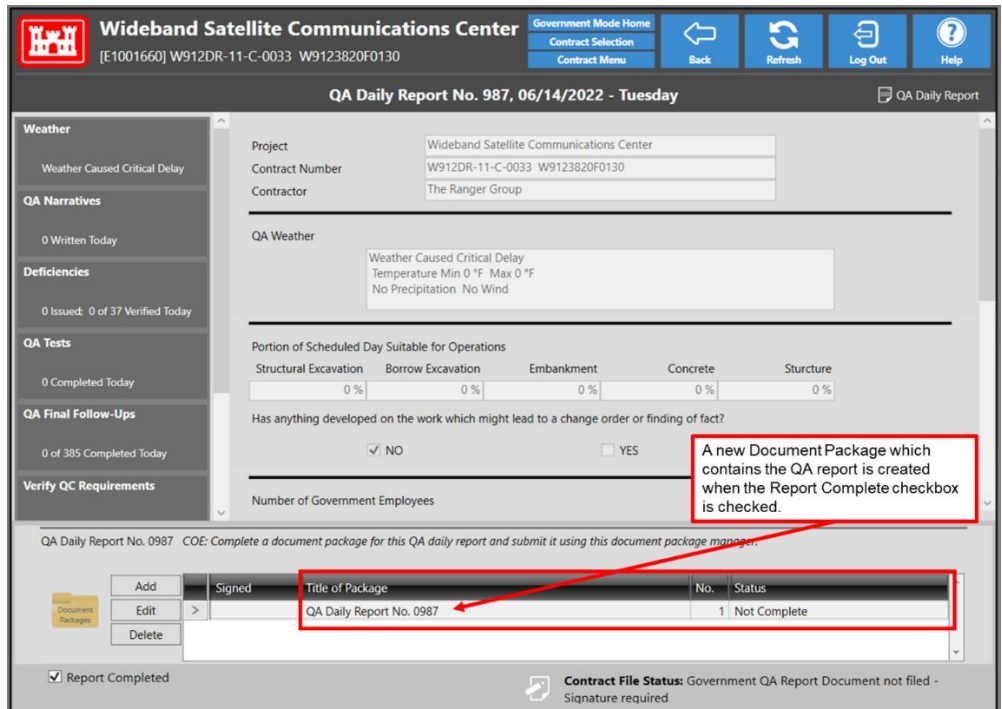 Wideband Satellite Communications Center
[E1001660] W912DR-11-C-0033 W9123820F0130
Government Mode Home
Contract Selection
Contract Menu
Back
Refresh
Log Out
Help
QA Daily Report No. 987, 06/14/2022 - Tuesday
QA Daily Report
Weather
Weather Caused Critical Delay
QA Narratives
0 Written Today
Deficiencies
0 Issued; 0 of 37 Verified Today
QA Tests
0 Completed Today
QA Final Follow-Ups
0 of 385 Completed Today
Verify QC Requirements
Project
Wideband Satellite Communications Center
Contract Number
W912DR-11-C-0033 W9123820F0130
Contractor
The Ranger Group
QA Weather
Weather Caused Critical Delay
Temperature Min 0 °F Max 0 °F
No Precipitation No Wind
Portion of Scheduled Day Suitable for Operations
Structural Excavation Borrow Excavation Embankment Concrete Sturcture
0 % 0 % 0 % 0 % 0 %
Has anything developed on the work which might lead to a change order or finding of fact?
NO YES
Number of Government Employees
A new Document Package which
contains the QA report is created
when the Report Complete checkbox
is checked.
QA Daily Report No. 0987 COE: Complete a document package for this QA daily report and submit it using this document package manager.
Document
Packages
Add
Edit
Delete
Signed Title of Package No. Status
> QA Daily Report No. 0987 1 Not Complete
Report Completed
Contract File Status: Government QA Report Document not filed -
Signature required